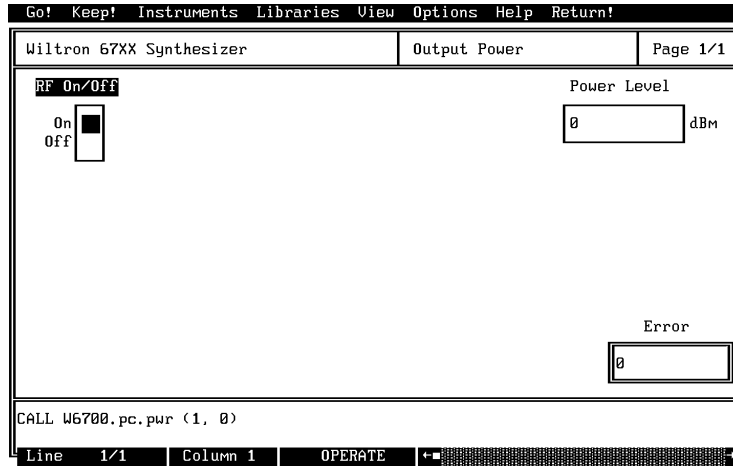 Go! Keep! Instruments Libraries View Options Help Return!
Wiltron 67XX Synthesizer Output Power Page 1/1
RF On/Off Power Level
On 0 dBm
Off
Error
0
CALL W6700.pc.pwr (1, 0)
Line 1/1 Column 1 OPERATE